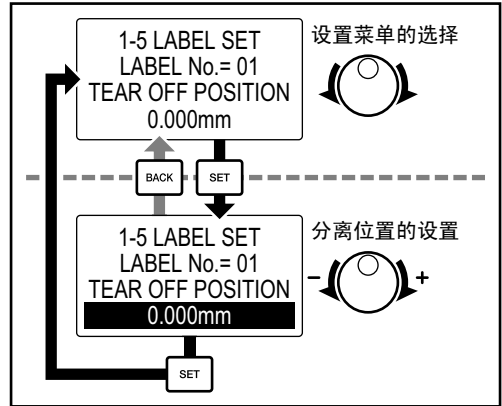 1-5 LABEL SET
LABEL No.= 01
TEAR OFF POSITION
0.000mm
设置菜单的选择
BACK
SET
1-5 LABEL SET
LABEL No.= 01
TEAR OFF POSITION
0.000mm
分离位置的设置
- +
SET